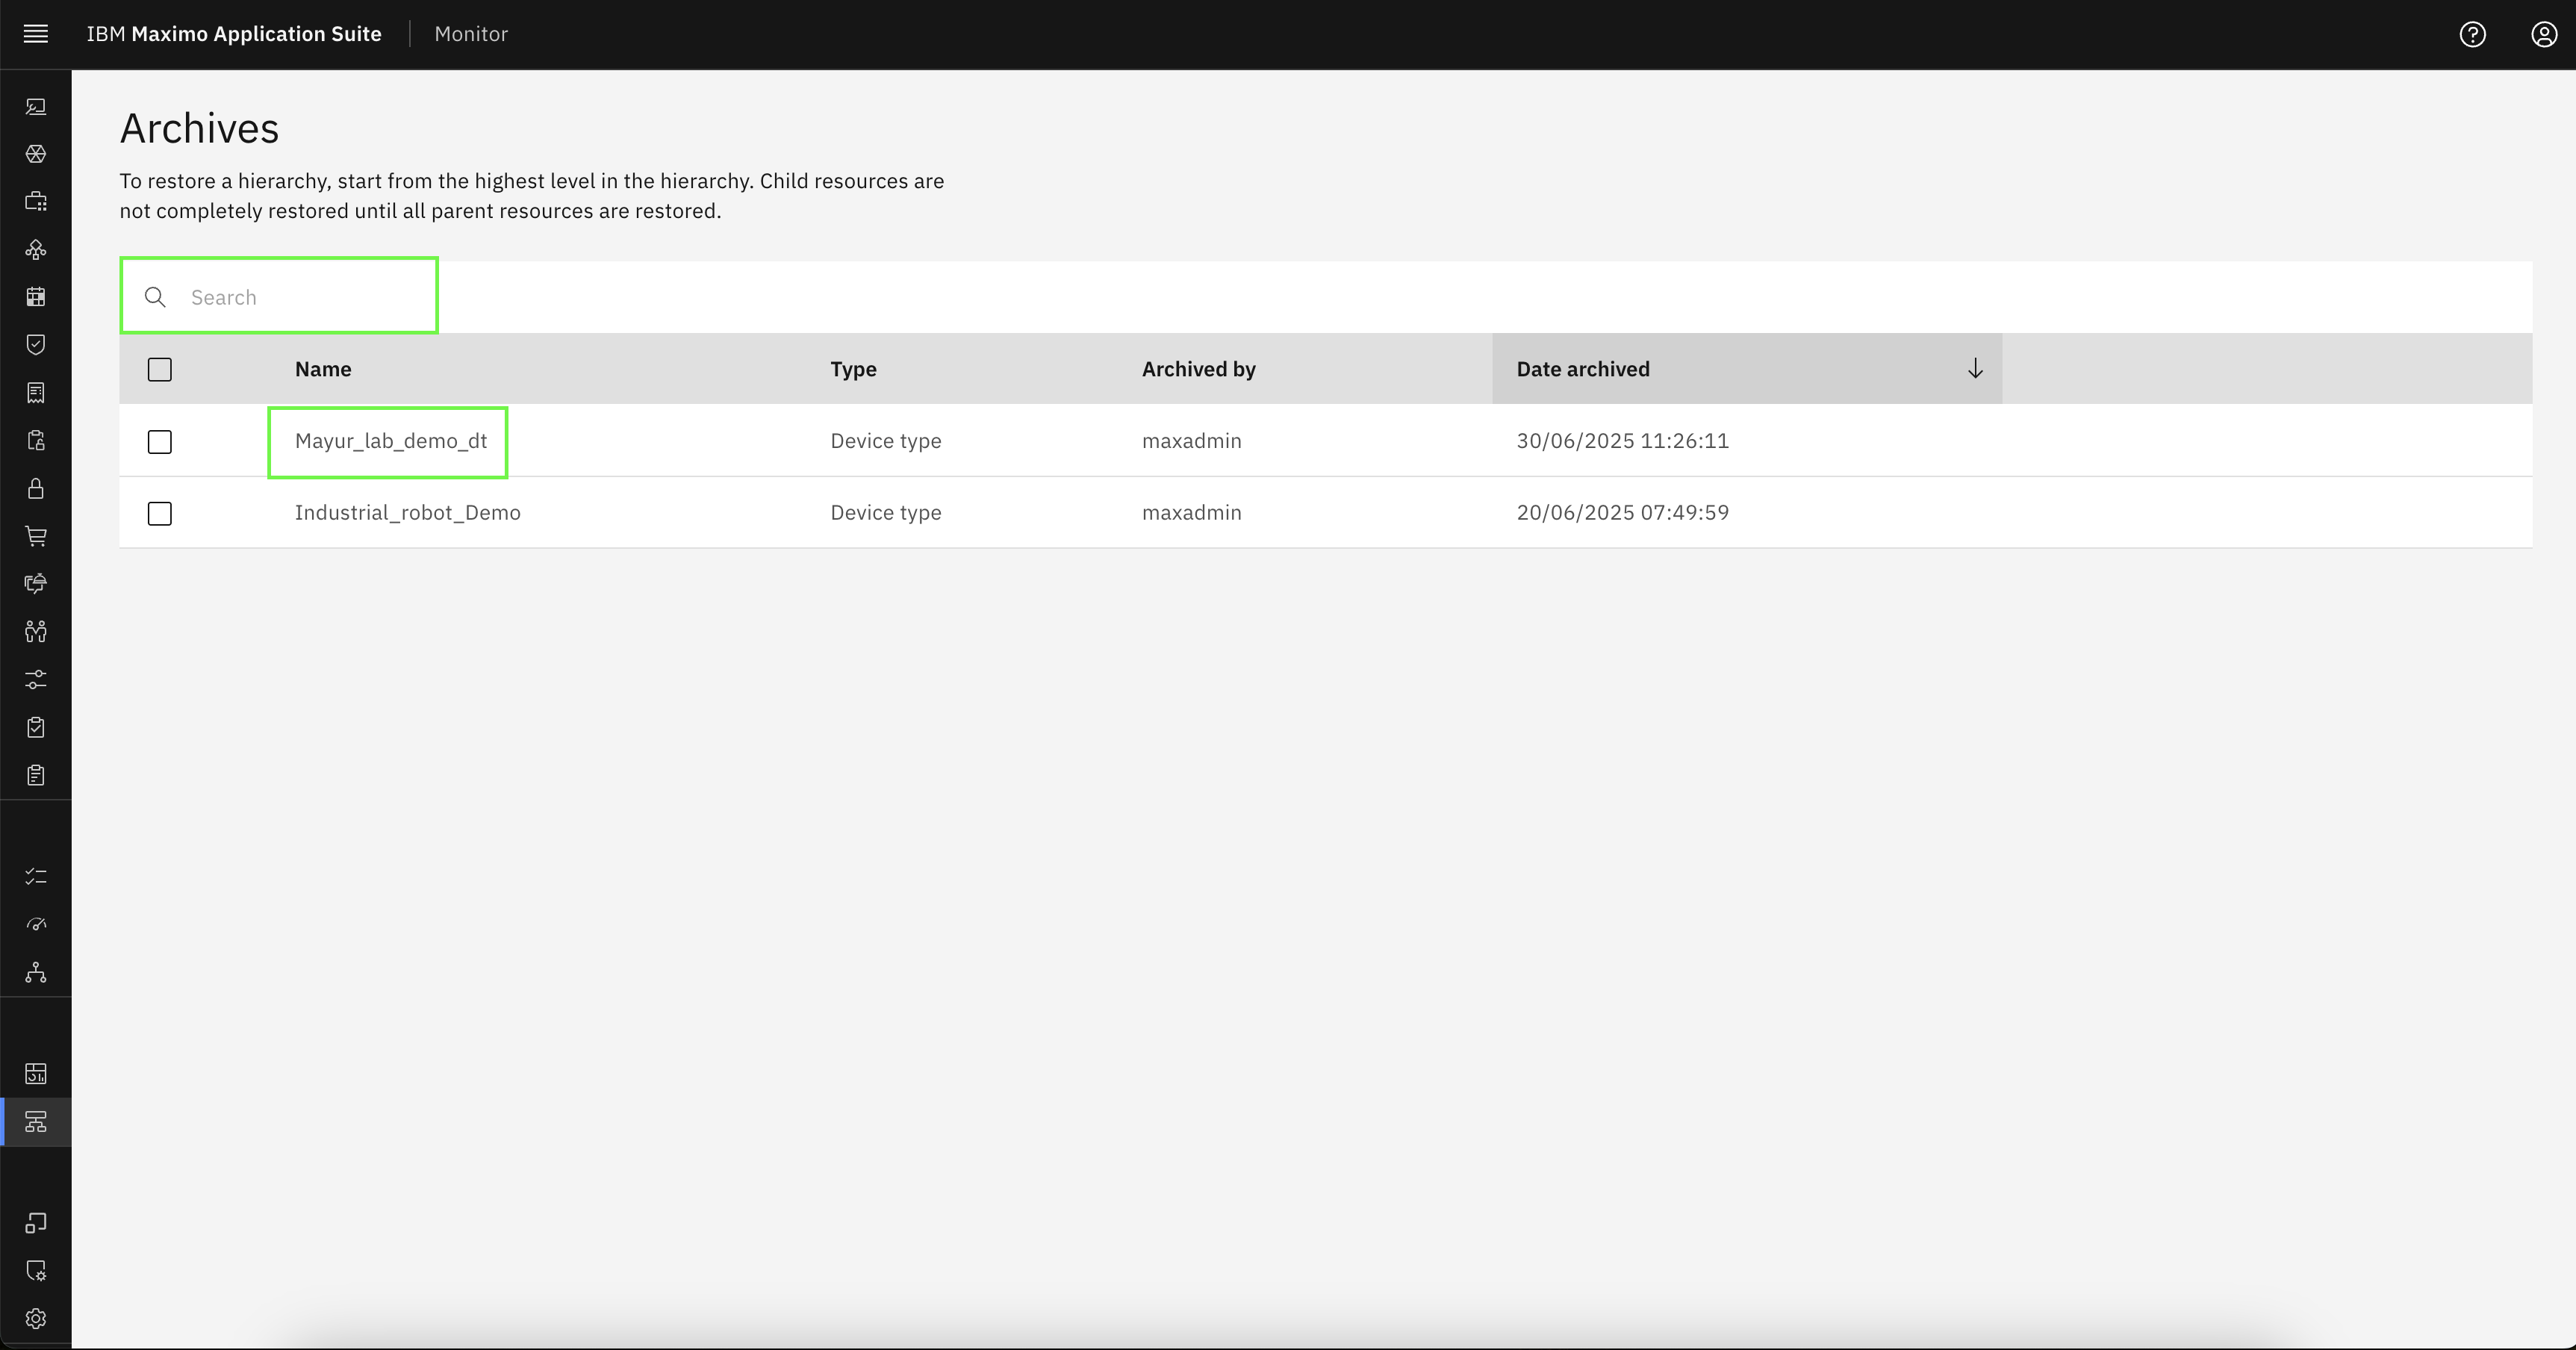 IBM Maximo Application Suite Monitor
Archives
To restore a hierarchy, start from the highest level in the hierarchy. Child resources are
not completely restored until all parent resources are restored.
Search
Name Type Archived by Date archived
Mayur_lab_demo_dt Device type maxadmin 30/06/2025 11:26:11
Industrial_robot_Demo Device type maxadmin 20/06/2025 07:49:59